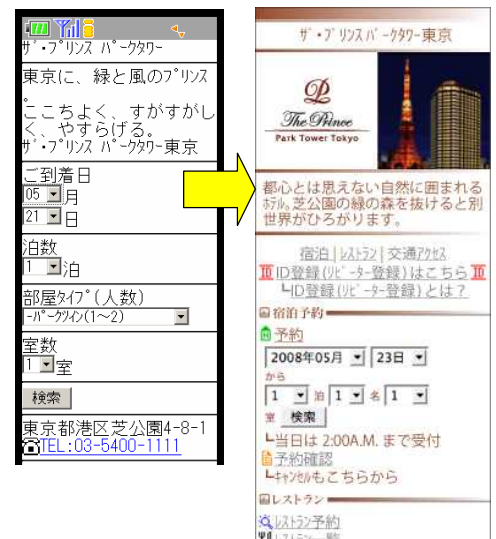 ｻﾞ・ﾌﾟﾘﾝｽ ﾊﾟｰｸﾀﾜｰ
東京に、緑と風のﾌﾟﾘﾝｽ
。
ここちよく、すがすがし
く、やすらげる。
ｻﾞ・ﾌﾟﾘﾝｽ ﾊﾟｰｸﾀﾜｰ東京
ご到着日
05 月
21 日
泊数
1 泊
部屋ﾀｲﾌﾟ(人数)
-ﾊﾟｰｸﾂｲﾝ(1～2)
室数
1 室
検索
東京都港区芝公園4-8-1
TEL:03-5400-1111
ｻﾞ・ﾌﾟﾘﾝｽ ﾊﾟｰｸﾀﾜｰ東京
The Prince
Park Tower Tokyo
都心とは思えない自然に囲まれる
ﾎﾃﾙ｡芝公園の緑の森を抜けると別
世界がひろがります。
宿泊|ﾚｽﾄﾗﾝ|交通ｱｸｾｽ
ID登録(ﾘﾋﾟｰﾀｰ登録)はこちら
┗ID登録(ﾘﾋﾟｰﾀｰ登録)とは？
宿泊予約
予約
2008年05月 23日
から
1 泊 1 名 1
室 検索
┗当日は 2:00A.M. まで受付
予約確認
┗ｷｬﾝｾﾙもこちらから
レストラン
ﾚｽﾄﾗﾝ予約